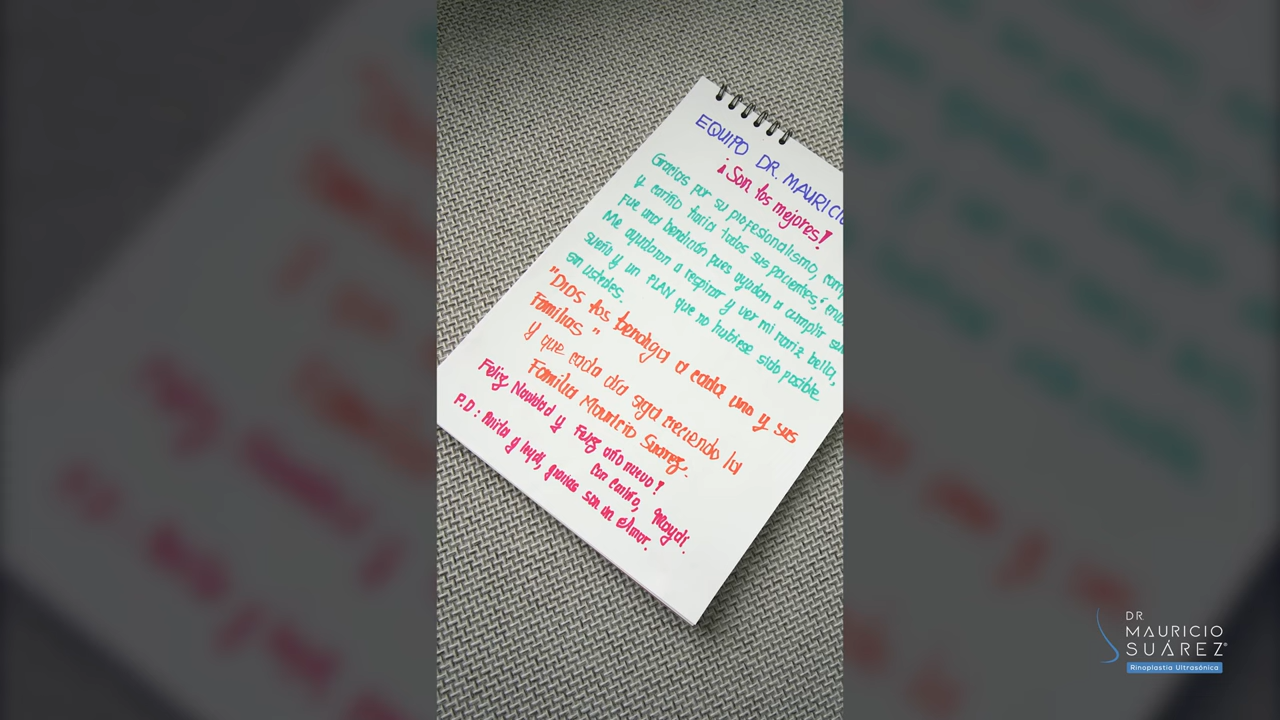 EQUIPO DR. MAURICIO
¡Son los mejores!
Gracias por su profesionalismo,
y cariño hacia todos sus pacientes,
Fue una bendición pues ayudan a cumplir
Me ayudaron a respirar y ver mi nariz bella,
sueño y un PLAN que no hubiese sido posible
sin ustedes.
"DIOS los bendiga a cada uno y sus
Familias"
y que cada día siga creciendo la
Familia Mauricio Suarez.
Feliz Navidad y Feliz año nuevo!
Con cariño,
P.D: Anita y leydi, gracias son un amor.
DR.
MAURICIO
SUÁREZ
Rinoplastia Ultrasónica